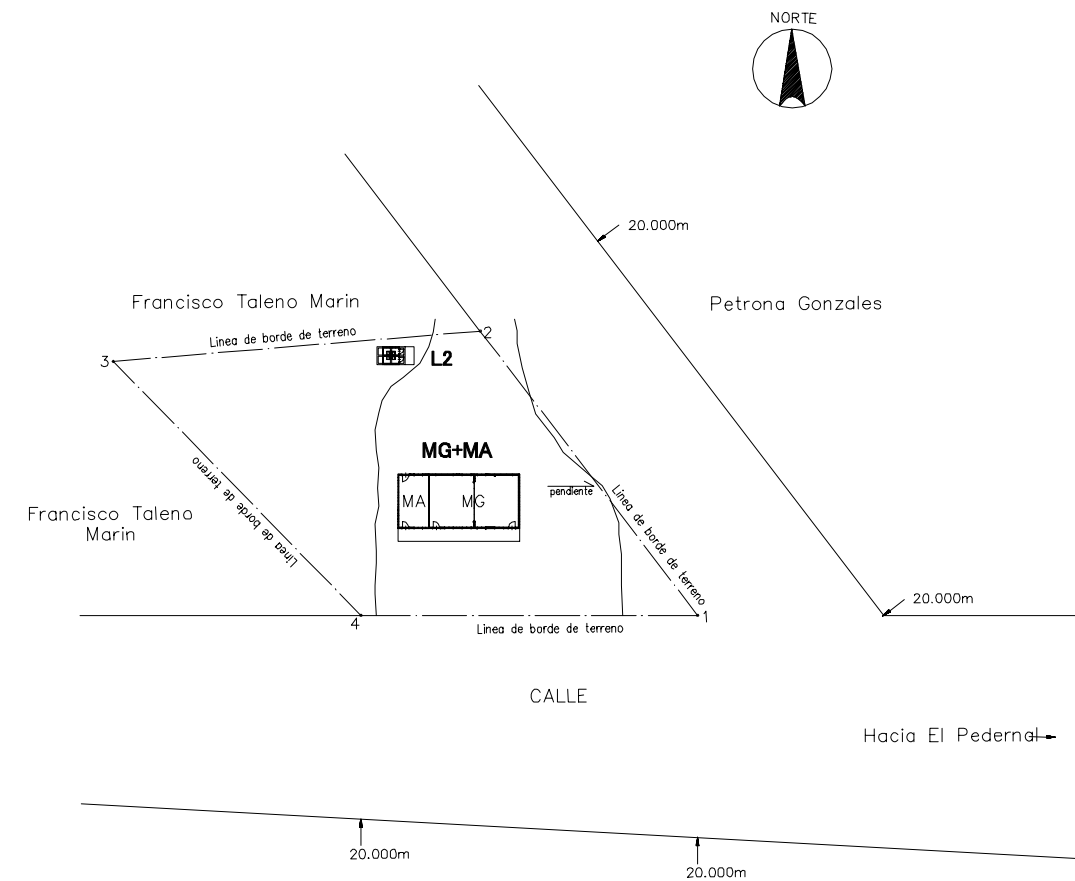 NORTE
20.000m
Francisco Taleno Marin
Petrona Gonzales
Linea de borde de terreno
2
3
L2
MG+MA
Linea de borde de terreno
pendiente
MA
MG
Linea de borde de terreno
Francisco Taleno
Marin
20.000m
4
1
Linea de borde de terreno
CALLE
Hacia El Pedernal
20.000m
20.000m